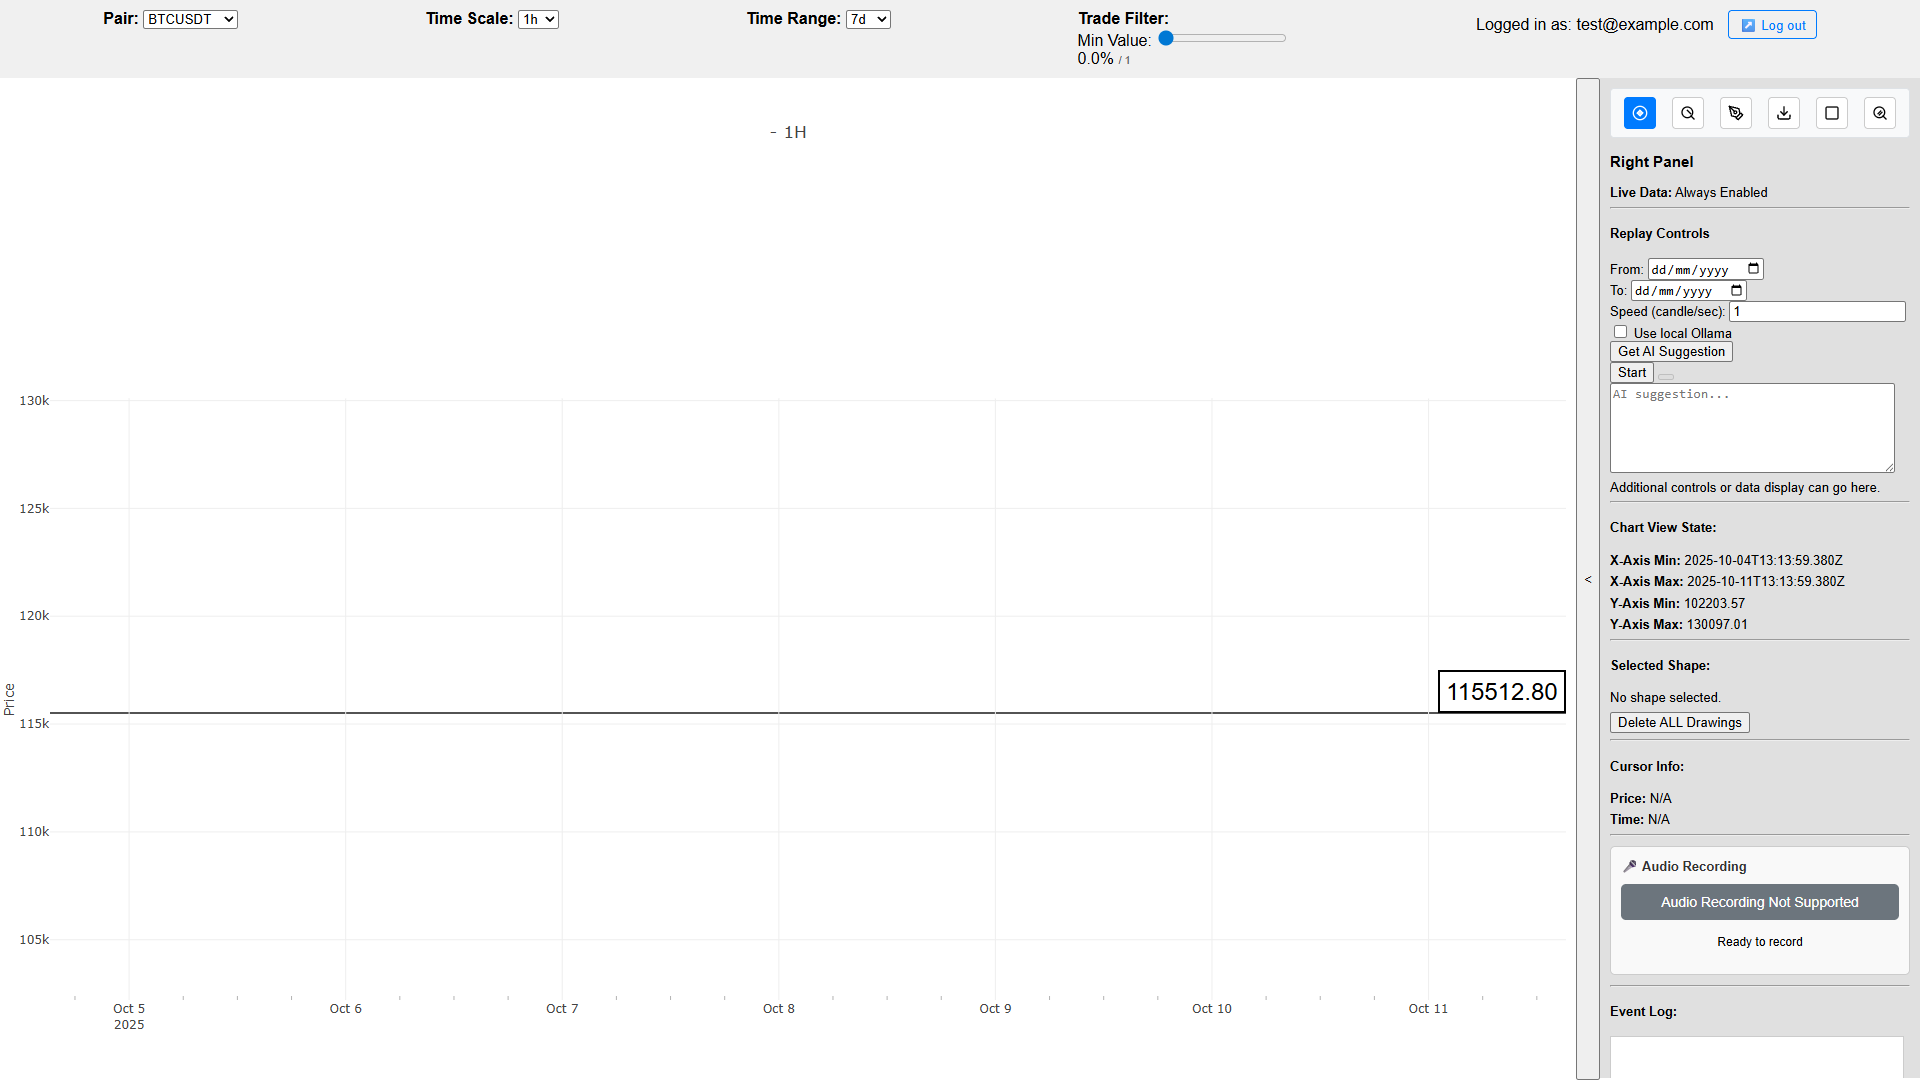 Pair: BTCUSDT
Time Scale: 1h
Time Range: 7d
Trade Filter:
Min Value:
0.0% / 1
Logged in as: test@example.com
Log out
- 1H
130k
125k
120k
115k
110k
105k
Price
115512.80
Oct 5
2025
Oct 6
Oct 7
Oct 8
Oct 9
Oct 10
Oct 11
<
Right Panel
Live Data: Always Enabled
Replay Controls
From: dd/mm/yyyy
To: dd/mm/yyyy
Speed (candle/sec): 1
Use local Ollama
Get AI Suggestion
Start
AI suggestion...
Additional controls or data display can go here.
Chart View State:
X-Axis Min: 2025-10-04T13:13:59.380Z
X-Axis Max: 2025-10-11T13:13:59.380Z
Y-Axis Min: 102203.57
Y-Axis Max: 130097.01
Selected Shape:
No shape selected.
Delete ALL Drawings
Cursor Info:
Price: N/A
Time: N/A
Audio Recording
Audio Recording Not Supported
Ready to record
Event Log: